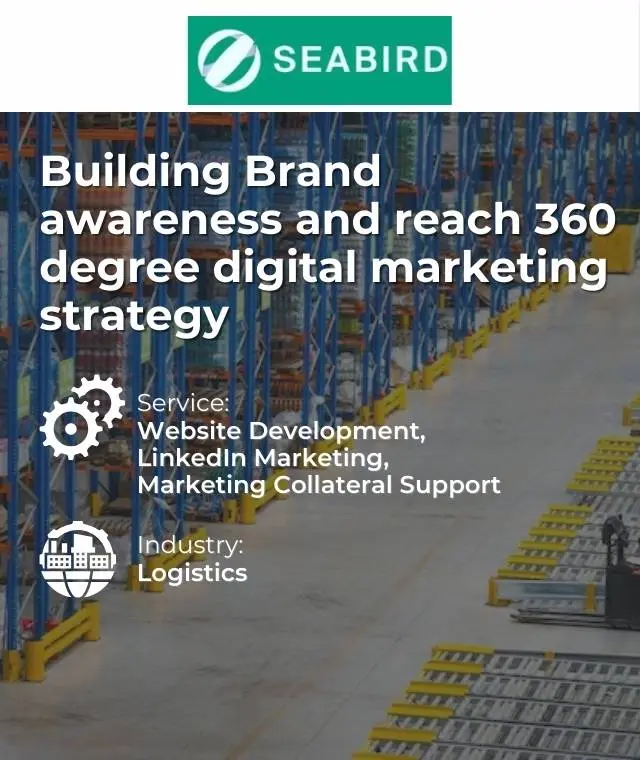 SEABIRD
Building Brand
awareness and reach 360
degree digital marketing
strategy
Service:
Website Development,
LinkedIn Marketing,
Marketing Collateral Support
Industry:
Logistics